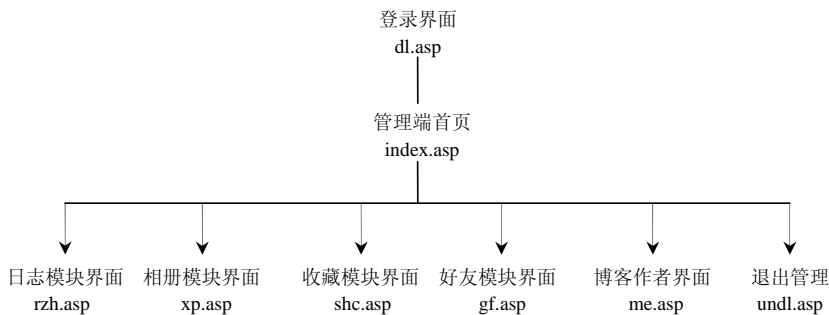 登录界面
dl.asp
管理端首页
index.asp
日志模块界面
rzh.asp
相册模块界面
xp.asp
收藏模块界面
shc.asp
好友模块界面
gf.asp
博客作者界面
me.asp
退出管理
undl.asp